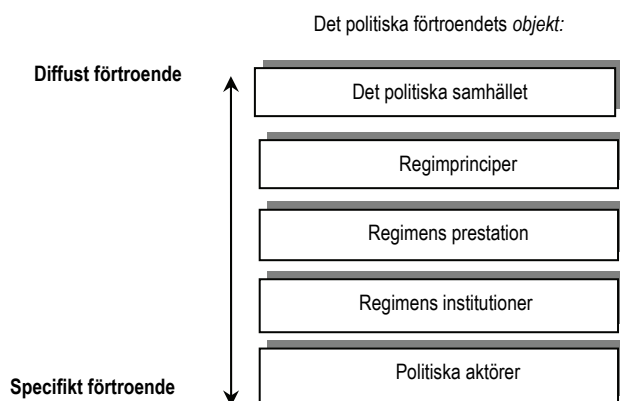 Det politiska förtroendets objekt:
Diffust förtroende
Det politiska samhället
Regimprinciper
Regimens prestation
Regimens institutioner
Politiska aktörer
Specifikt förtroende